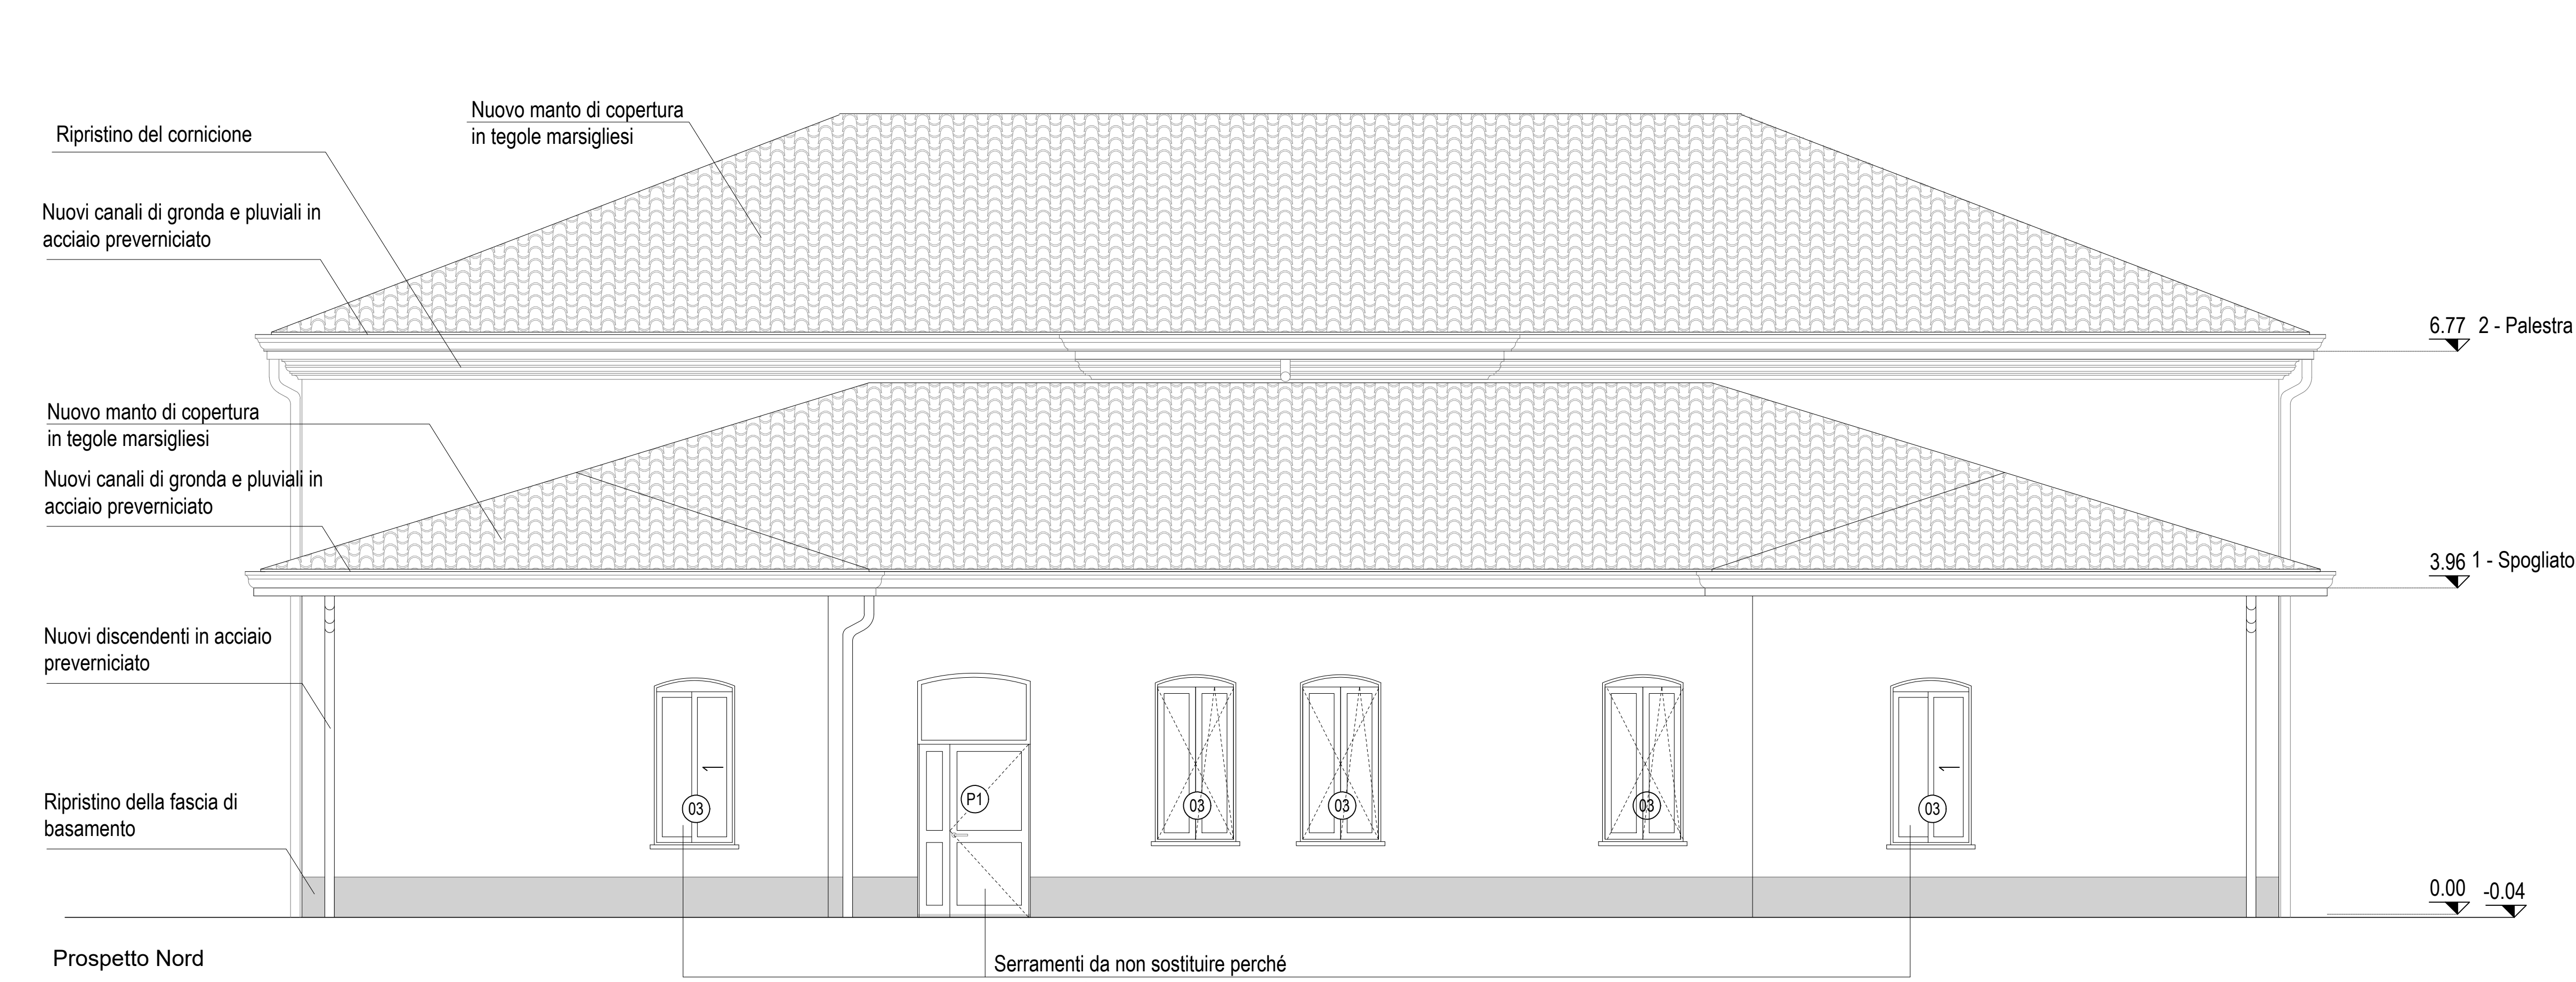 Nuovo manto di copertura
in tegole marsigliesi
Ripristino del cornicione
Nuovi canali di gronda e pluviali in
acciaio preverniciato
6.77 2 - Palestra
Nuovo manto di copertura
in tegole marsigliesi
Nuovi canali di gronda e pluviali in
acciaio preverniciato
3.96 1 - Spogliato
Nuovi discendenti in acciaio
preverniciato
Ripristino della fascia di
basamento
1
03
P1
03
03
03
1
03
0.00 -0.04
Prospetto Nord
Serramenti da non sostituire perché